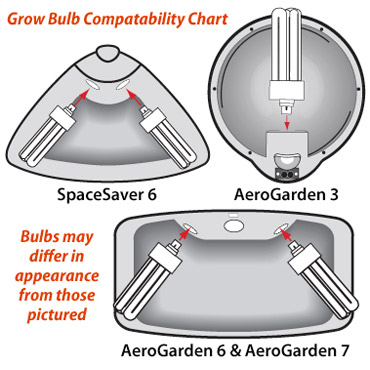 Grow Bulb Compatability Chart
SpaceSaver 6
AeroGarden 3
Bulbs may
differ in
appearance
from those
pictured
AeroGarden 6 & AeroGarden 7